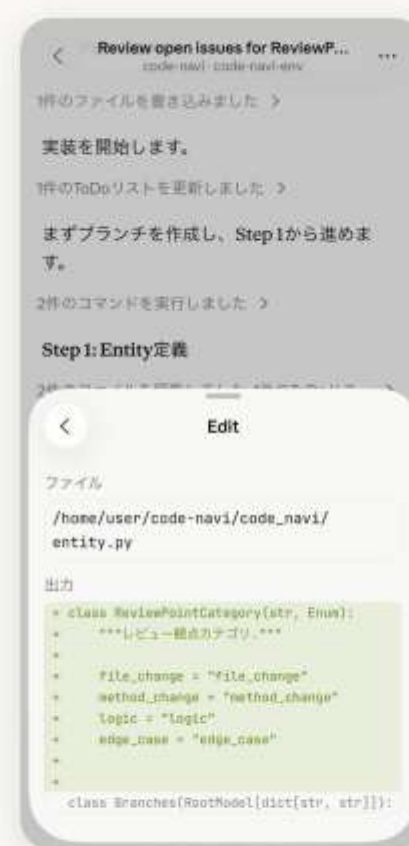 Review open issues for ReviewP...
code-navi · code-navi-env
1件のファイルを書き込みました >
実装を開始します。
1件のToDoリストを更新しました >
まずブランチを作成し、Step 1から進めま
す。
2件のコマンドを実行しました >
Step 1: Entity定義
Edit
ファイル
/home/user/code-navi/code_navi/
entity.py
出力
+ class ReviewPointCategory(str, Enum):
+ """レビュー観点カテゴリ."""
+
+ file_change = "file_change"
+ method_change = "method_change"
+ logic = "logic"
+ edge_case = "edge_case"
+
+
class Branches(RootModel[dict[str, str]]):